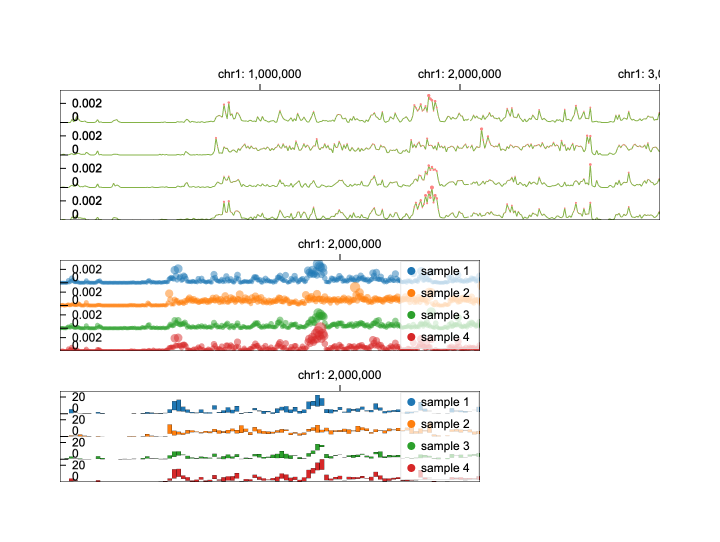 chr1: 1,000,000 chr1: 2,000,000 chr1: 3,0
0.002
0
0.002
0
0.002
0
0.002
0
chr1: 2,000,000
0.002 sample 1
0
0.002 sample 2
0
0.002 sample 3
0
0.002 sample 4
0
chr1: 2,000,000
20 sample 1
0
20 sample 2
0
20 sample 3
0
20 sample 4
0